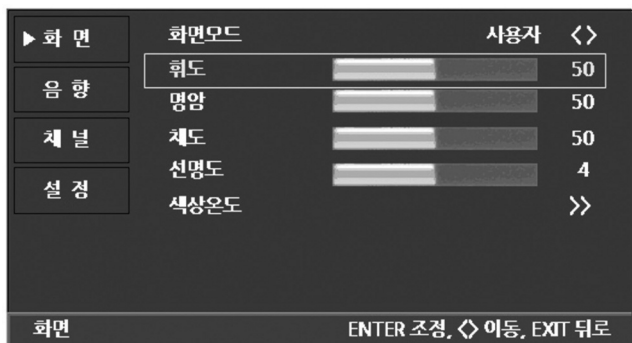 ▶화 면
음 향
채 널
설 정
화면모드 사용자 <>
휘도 50
명암 50
채도 50
선명도 4
색상온도 >>
화면 ENTER 조정, <> 이동, EXIT 뒤로